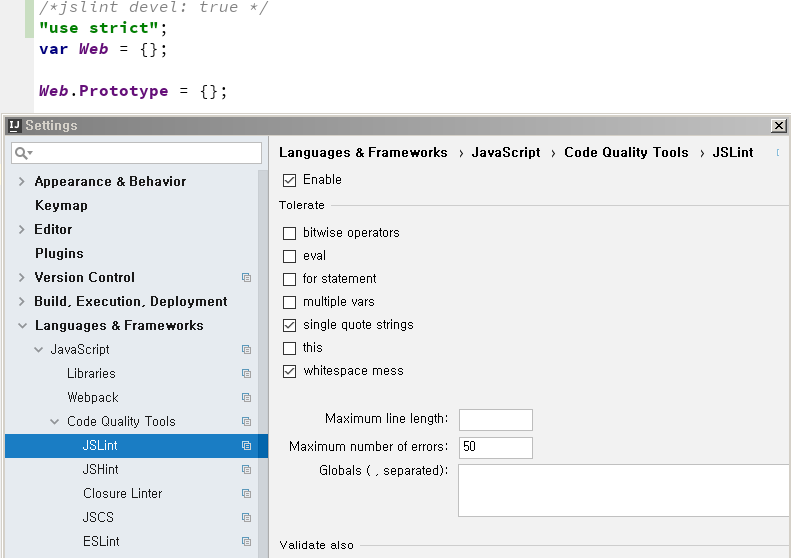 /*jslint devel: true */
"use strict";
var Web = {};
Web.Prototype = {};
IJ Settings
Languages & Frameworks › JavaScript › Code Quality Tools › JSLint
Appearance & Behavior
Keymap
Editor
Plugins
Version Control
Build, Execution, Deployment
Languages & Frameworks
JavaScript
Libraries
Webpack
Code Quality Tools
JSLint
JSHint
Closure Linter
JSCS
ESLint
Enable
Tolerate
bitwise operators
eval
for statement
multiple vars
single quote strings
this
whitespace mess
Maximum line length:
Maximum number of errors: 50
Globals ( , separated):
Validate also